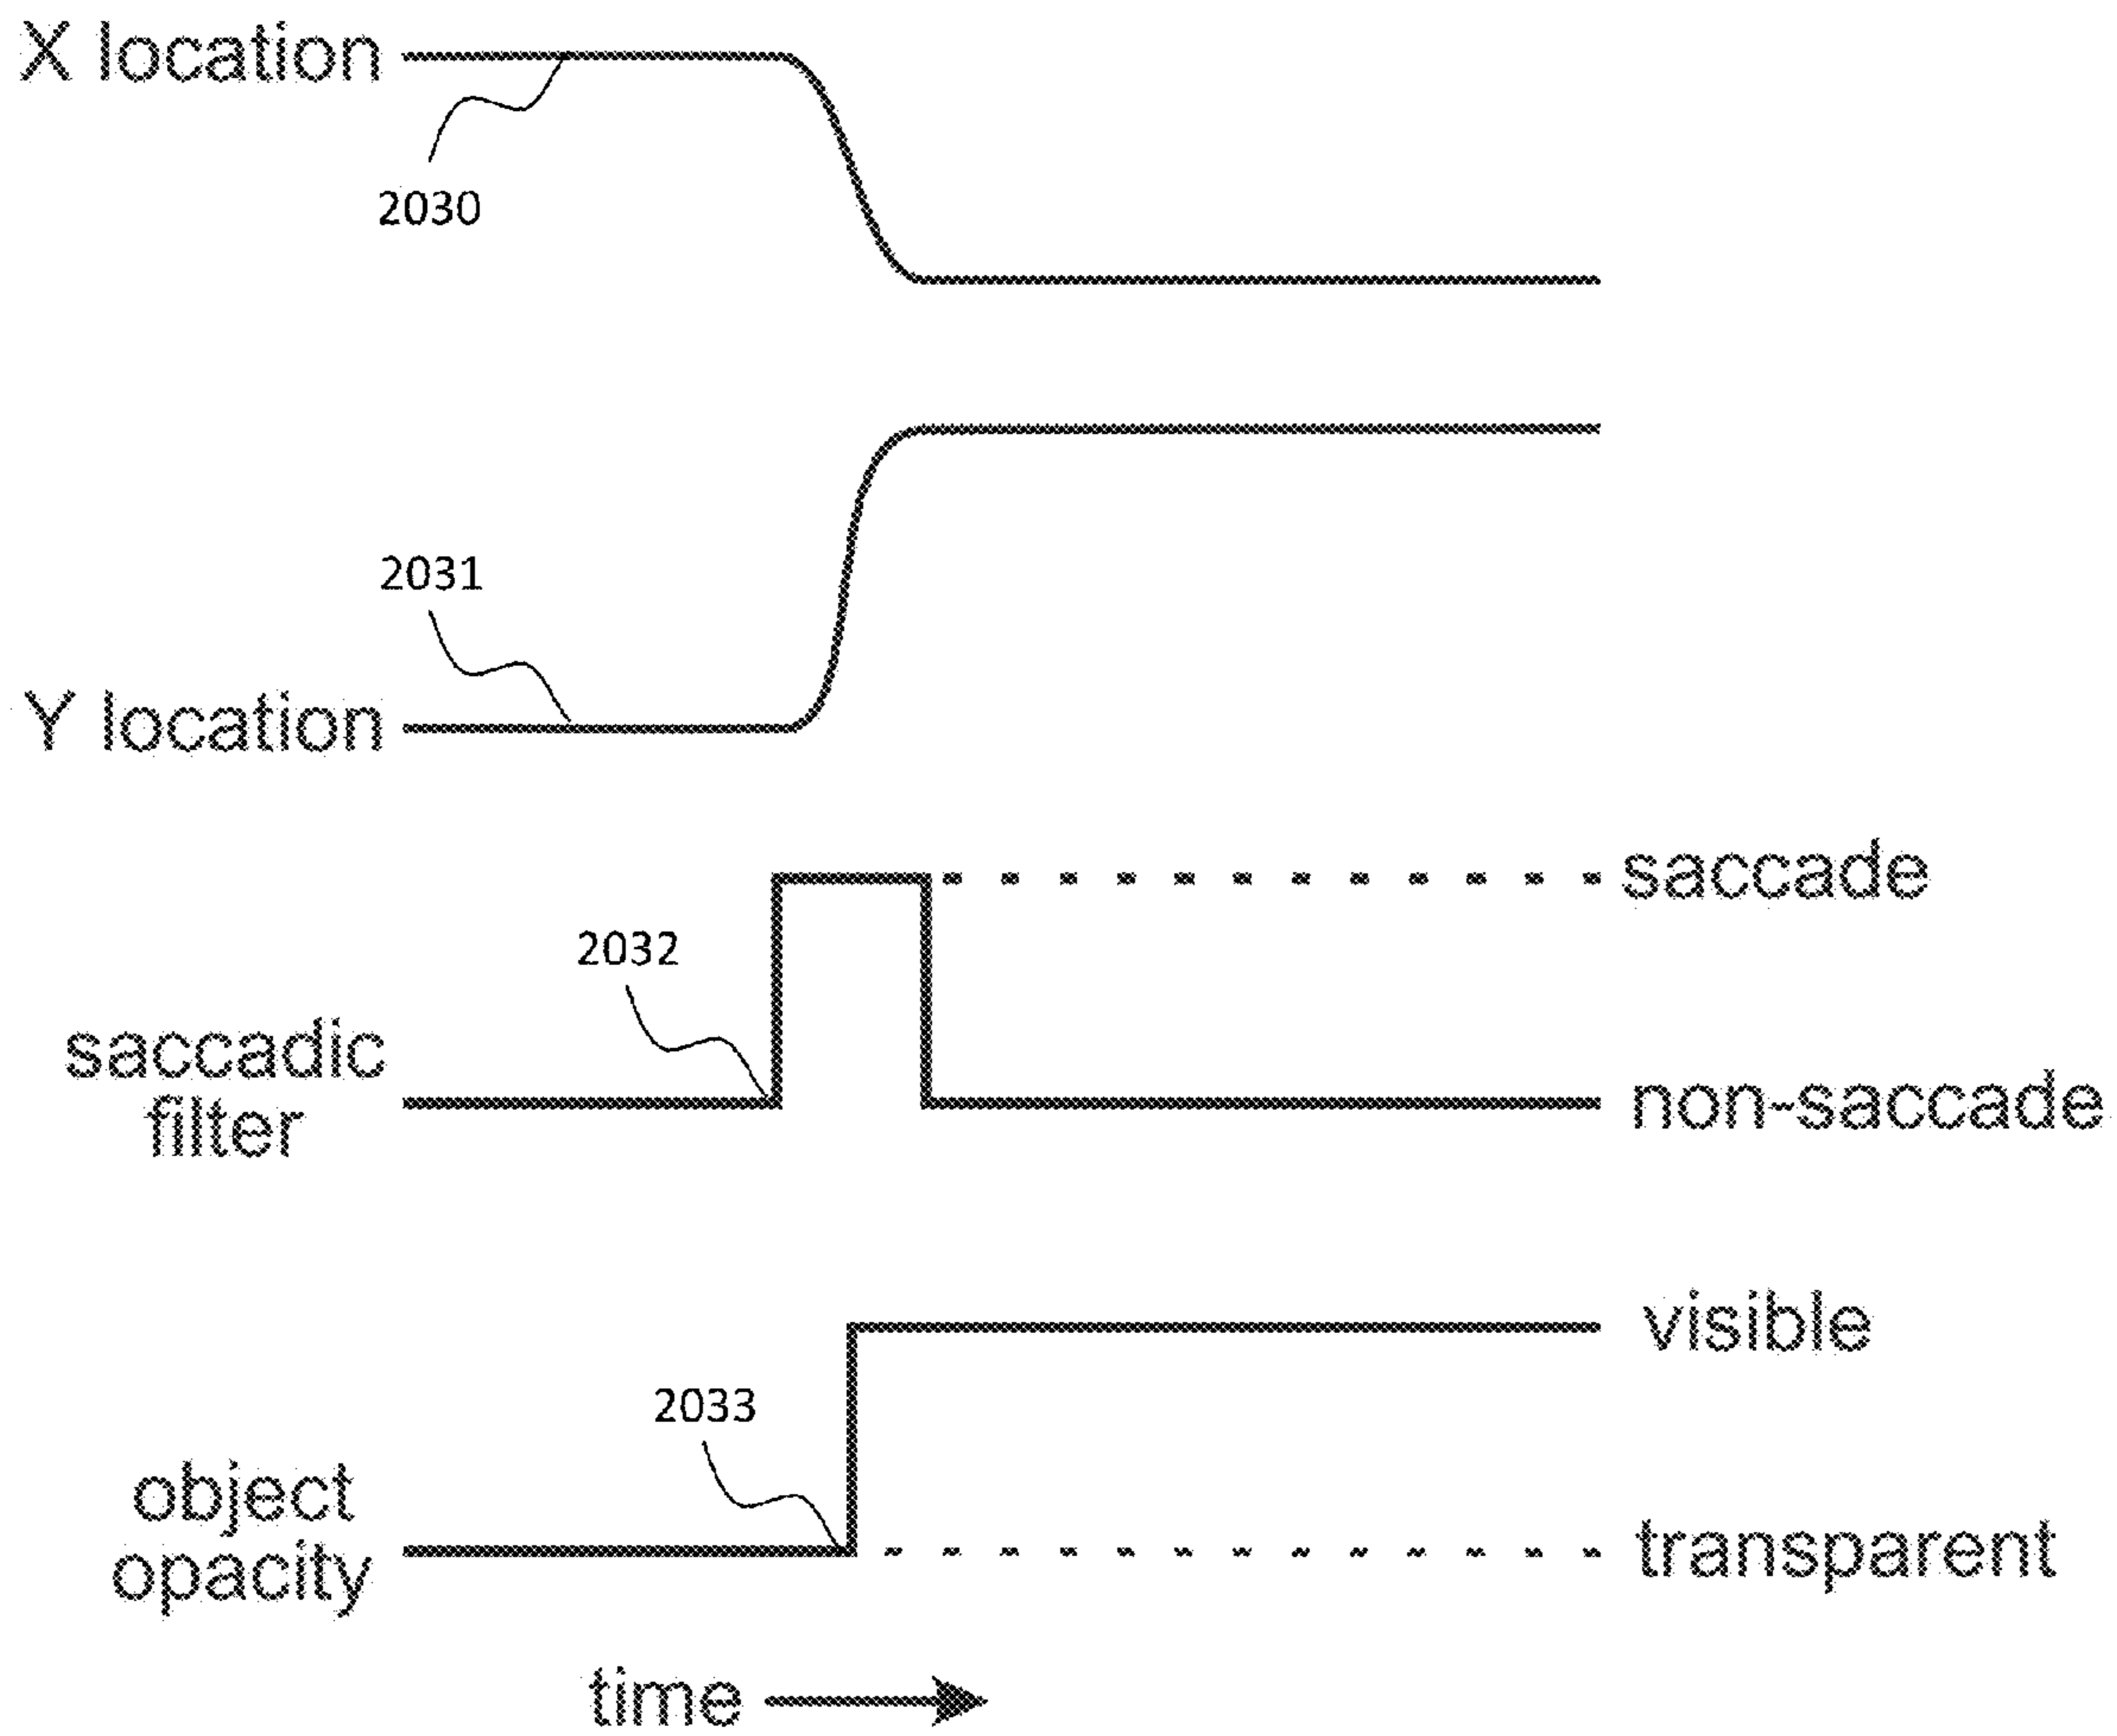 X location
2030
2031
Y location
saccade
2032
saccadic
filter
non-saccade
visible
2033
object
opacity
transparent
time